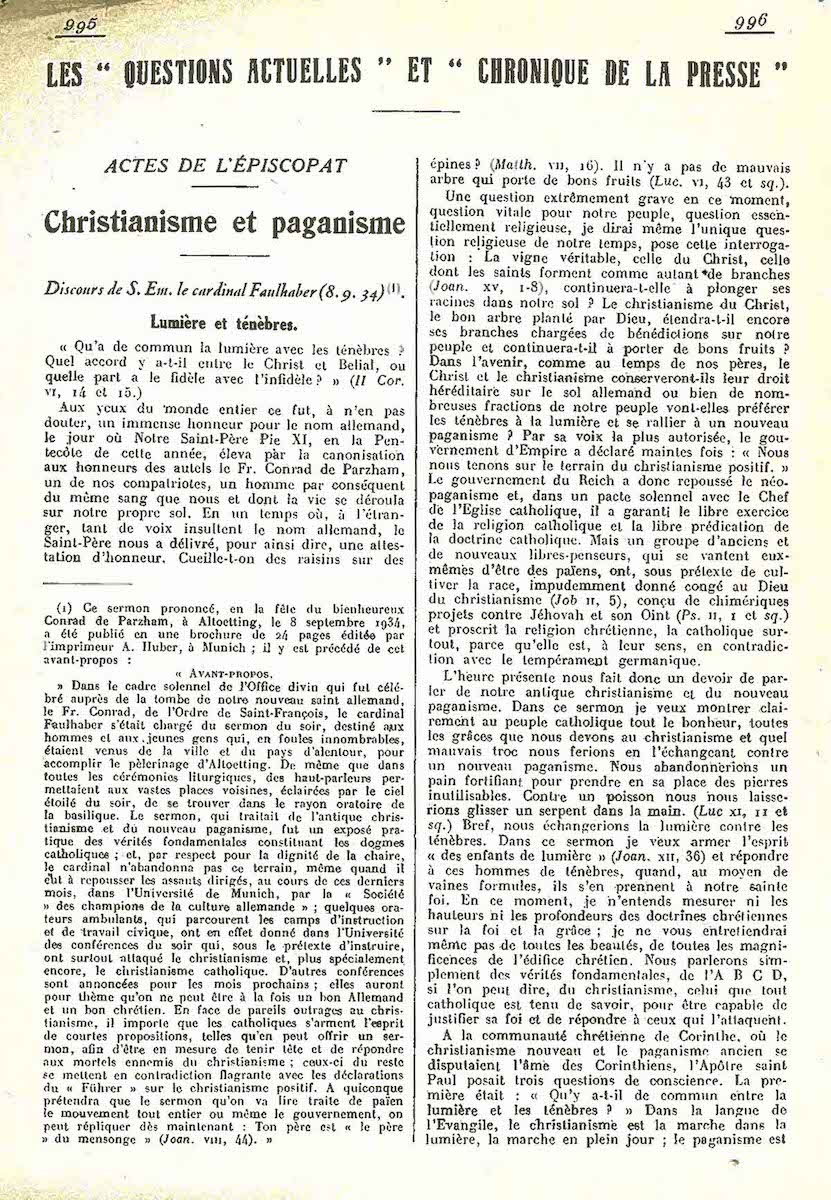 995
996
LES " QUESTIONS ACTUELLES " ET " CHRONIQUE DE LA PRESSE "
ACTES DE L'ÉPISCOPAT
Christianisme et paganisme
Discours de S. Em. le cardinal Faulhaber (8. 9. 34) (1).
Lumière et ténèbres.
« Qu'a de commun la lumière avec les ténèbres ?
Quel accord y a-t-il entre le Christ et Belial, ou
quelle part a le fidèle avec l'infidèle ? » (II Cor.
VI, 14 et 15.)
Aux yeux du monde entier ce fut, à n'en pas
douter, un immense honneur pour le nom allemand,
le jour où Notre Saint-Père Pie XI, en la Pen-
tecôte de cette année, éleva par la canonisation
aux honneurs des autels le Fr. Conrad de Parzham,
un de nos compatriotes, un homme par conséquent
du même sang que nous et dont la vie se déroula
sur notre propre sol. En un temps où, à l'étran-
ger, tant de voix insultent le nom allemand, le
Saint-Père nous a délivré, pour ainsi dire, une attes-
tation d'honneur. Cueille-t-on des raisins sur des
(1) Ce sermon prononcé, en la fête du bienheureux
Conrad de Parzham, à Altoetting, le 8 septembre 1934,
a été publié en une brochure de 24 pages éditée par
l'imprimeur A. Huber, à Munich ; il y est précédé de cet
avant-propos :
« AVANT-PROPOS.
» Dans le cadre solennel de l'Office divin qui fut célé-
bré auprès de la tombe de notre nouveau saint allemand,
le Fr. Conrad, de l'Ordre de Saint-François, le cardinal
Faulhaber s'était chargé du sermon du soir, destiné aux
hommes et aux jeunes gens qui, en foules innombrables,
étaient venus de la ville et du pays d'alentour, pour
accomplir le pèlerinage d'Altoetting. De même que dans
toutes les cérémonies liturgiques, des haut-parleurs per-
mettaient aux vastes places voisines, éclairées par le ciel
étoilé du soir, de se trouver dans le rayon oratoire de
la basilique. Le sermon, qui traitait de l'antique chris-
tianisme et du nouveau paganisme, fut un exposé pra-
tique des vérités fondamentales constituant les dogmes
catholiques ; et, par respect pour la dignité de la chaire,
le cardinal n'abandonna pas ce terrain, même quand il
eut à repousser les assauts dirigés, au cours de ces derniers
mois, dans l'Université de Munich, par la « Société
» des champions de la culture allemande » ; quelques ora-
teurs ambulants, qui parcourent les camps d'instruction
et de travail civique, ont en effet donné dans l'Université
des conférences du soir qui, sous le prétexte d'instruire,
ont surtout attaqué le christianisme et, plus spécialement
encore, le christianisme catholique. D'autres conférences
sont annoncées pour les mois prochains ; elles auront
pour thème qu'on ne peut être à la fois un bon Allemand
et un bon chrétien. En face de pareils outrages au chris-
tianisme, il importe que les catholiques s'arment l'esprit
de courtes propositions, telles qu'en peut offrir un ser-
mon, afin d'être en mesure de tenir tête et de répondre
aux mortels ennemis du christianisme ; ceux-ci du reste
se mettent en contradiction flagrante avec les déclarations
du « Führer » sur le christianisme positif. A quiconque
prétendra que le sermon qu'on va lire traite de païen
le mouvement tout entier ou même le gouvernement, on
peut répliquer dès maintenant : Ton père est « le père
» du mensonge » (Joan. VIII, 44). »
épines ? (Matth. VII, 16). Il n'y a pas de mauvais
arbre qui porte de bons fruits (Luc. VI, 43 et sq.).
Une question extrêmement grave en ce moment,
question vitale pour notre peuple, question essen-
tiellement religieuse, je dirai même l'unique ques-
tion religieuse de notre temps, pose cette interroga-
tion : La vigne véritable, celle du Christ, celle
dont les saints forment comme autant de branches
(Joan. XV, 1-8), continuera-t-elle à plonger ses
racines dans notre sol ? Le christianisme du Christ,
le bon arbre planté par Dieu, étendra-t-il encore
ses branches chargées de bénédictions sur notre
peuple et continuera-t-il à porter de bons fruits ?
Dans l'avenir, comme au temps de nos pères, le
Christ et le christianisme conserveront-ils leur droit
héréditaire sur le sol allemand ou bien de nom-
breuses fractions de notre peuple vont-elles préférer
les ténèbres à la lumière et se rallier à un nouveau
paganisme ? Par sa voix la plus autorisée, le gou-
vernement d'Empire a déclaré maintes fois : « Nous
nous tenons sur le terrain du christianisme positif. »
Le gouvernement du Reich a donc repoussé le néo-
paganisme et, dans un pacte solennel avec le Chef
de l'Eglise catholique, il a garanti le libre exercice
de la religion catholique et la libre prédication de
la doctrine catholique. Mais un groupe d'anciens et
de nouveaux libres-penseurs, qui se vantent eux-
mêmes d'être des païens, ont, sous prétexte de cul-
tiver la race, impudemment donné congé au Dieu
du christianisme (Job II, 5), conçu de chimériques
projets contre Jéhovah et son Oint (Ps. II, 1 et sq.)
et proscrit la religion chrétienne, la catholique sur-
tout, parce qu'elle est, à leur sens, en contradic-
tion avec le tempérament germanique.
L'heure présente nous fait donc un devoir de par-
ler de notre antique christianisme et du nouveau
paganisme. Dans ce sermon je veux montrer clai-
rement au peuple catholique tout le bonheur, toutes
les grâces que nous devons au christianisme et quel
mauvais troc nous ferions en l'échangeant contre
un nouveau paganisme. Nous abandonnerions un
pain fortifiant pour prendre en sa place des pierres
inutilisables. Contre un poisson nous nous laisse-
rions glisser un serpent dans la main. (Luc XI, 11 et
sq.) Bref, nous échangerions la lumière contre les
ténèbres. Dans ce sermon je veux armer l'esprit
« des enfants de lumière » (Joan. XII, 36) et répondre
à ces hommes de ténèbres, quand, au moyen de
vaines formules, ils s'en prennent à notre sainte
foi. En ce moment, je n'entends mesurer ni les
hauteurs ni les profondeurs des doctrines chrétiennes
sur la foi et la grâce ; je ne vous entretiendrai
même pas de toutes les beautés, de toutes les magni-
ficences de l'édifice chrétien. Nous parlerons sim-
plement des vérités fondamentales, de l'A B C D,
si l'on peut dire, du christianisme, celui que tout
catholique est tenu de savoir, pour être capable de
justifier sa foi et de répondre à ceux qui l'attaquent.
A la communauté chrétienne de Corinthe, où le
christianisme nouveau et le paganisme ancien se
disputaient l'âme des Corinthiens, l'Apôtre saint
Paul posait trois questions de conscience. La pre-
mière était : « Qu'y a-t-il de commun entre la
lumière et les ténèbres ? » Dans la langue de
l'Evangile, le christianisme est la marche dans la
lumière, la marche en plein jour ; le paganisme est